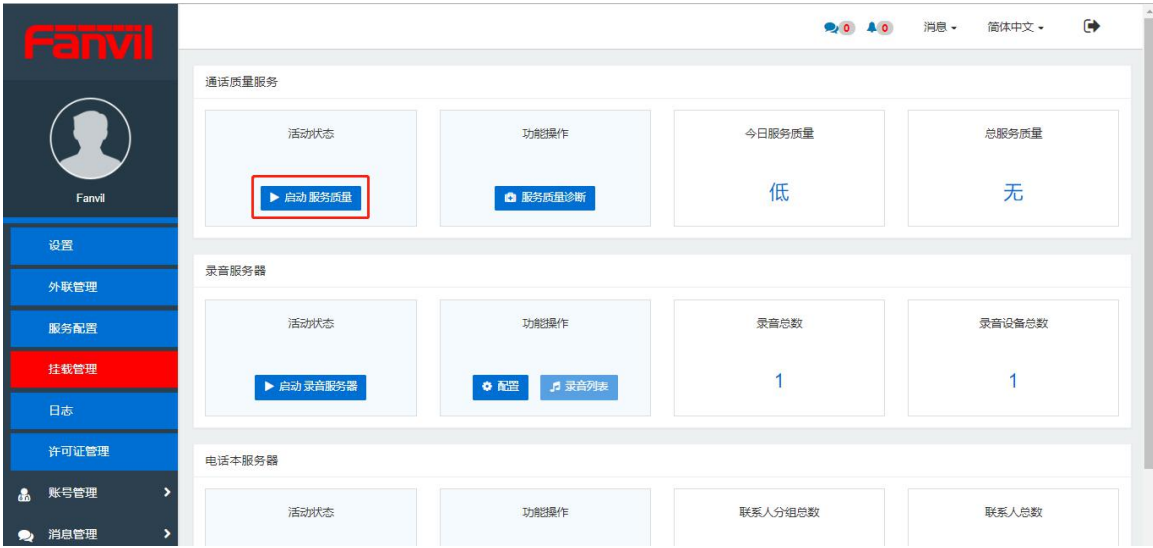 Fanvil
0
0
消息
简体中文
Fanvil
设置
外联管理
服务配置
挂载管理
日志
许可证管理
账号管理
消息管理
通话质量服务
活动状态
功能操作
今日服务质量
总服务质量
启动 服务质量
服务质量诊断
低
无
录音服务器
活动状态
功能操作
录音总数
录音设备总数
启动 录音服务器
配置
录音列表
1
1
电话本服务器
活动状态
功能操作
联系人分组总数
联系人总数